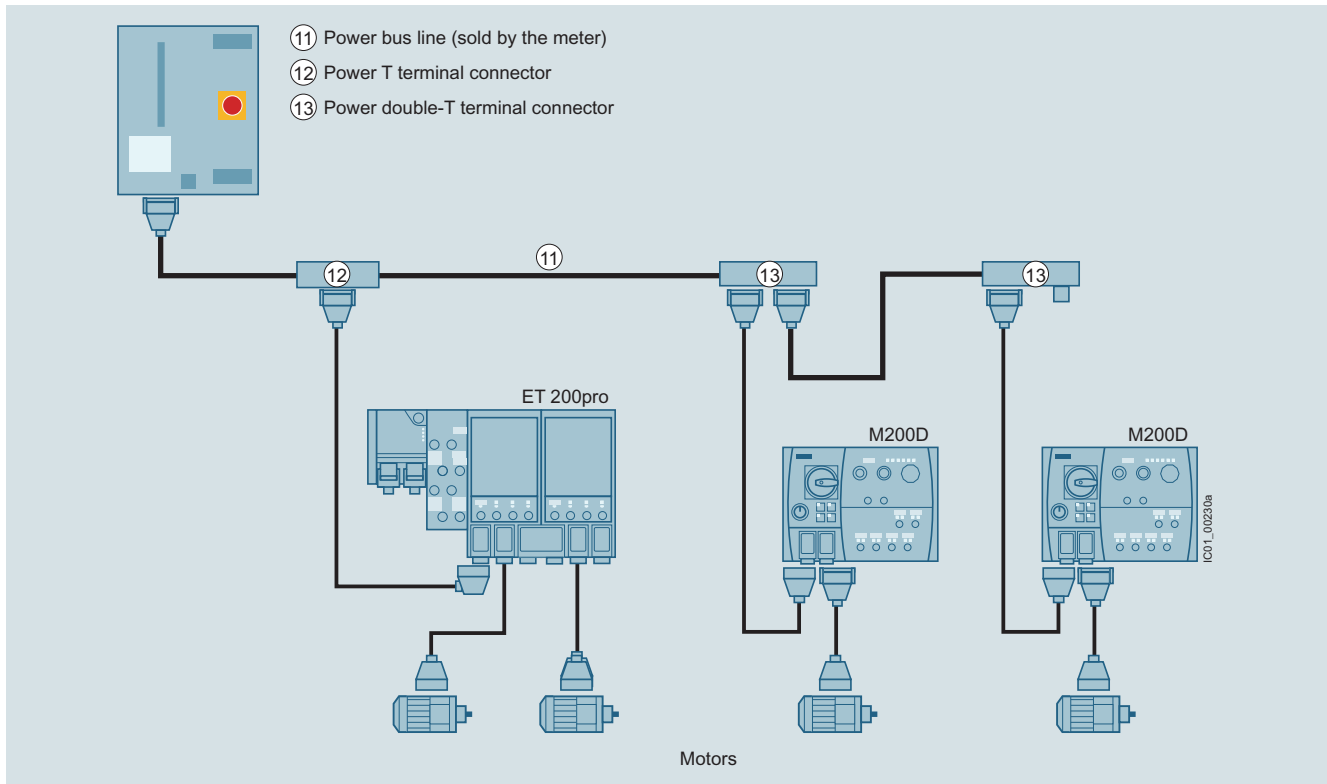 11 Power bus line (sold by the meter)
12 Power T terminal connector
13 Power double-T terminal connector
11
12
13
13
ET 200pro
M200D
M200D
IC01_00230a
Motors